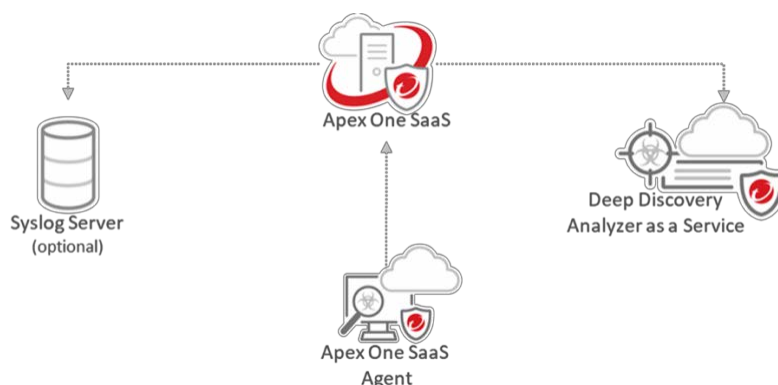 Apex One SaaS
Syslog Server
(optional)
Deep Discovery
Analyzer as a Service
Apex One SaaS
Agent